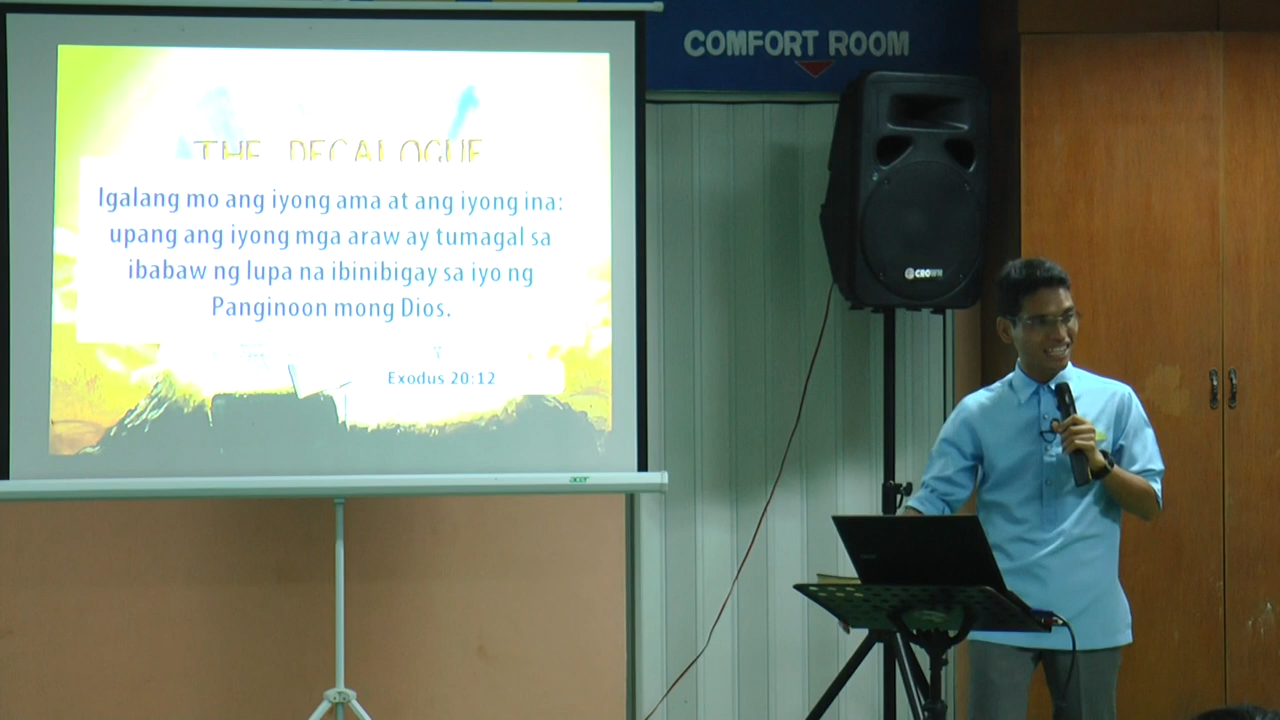 COMFORT ROOM
THE DECALOGUE
Igalang mo ang iyong ama at ang iyong ina:
upang ang iyong mga araw ay tumagal sa
ibabaw ng lupa na ibinibigay sa iyo ng
Panginoon mong Dios.
Exodus 20:12
acer
CROWN